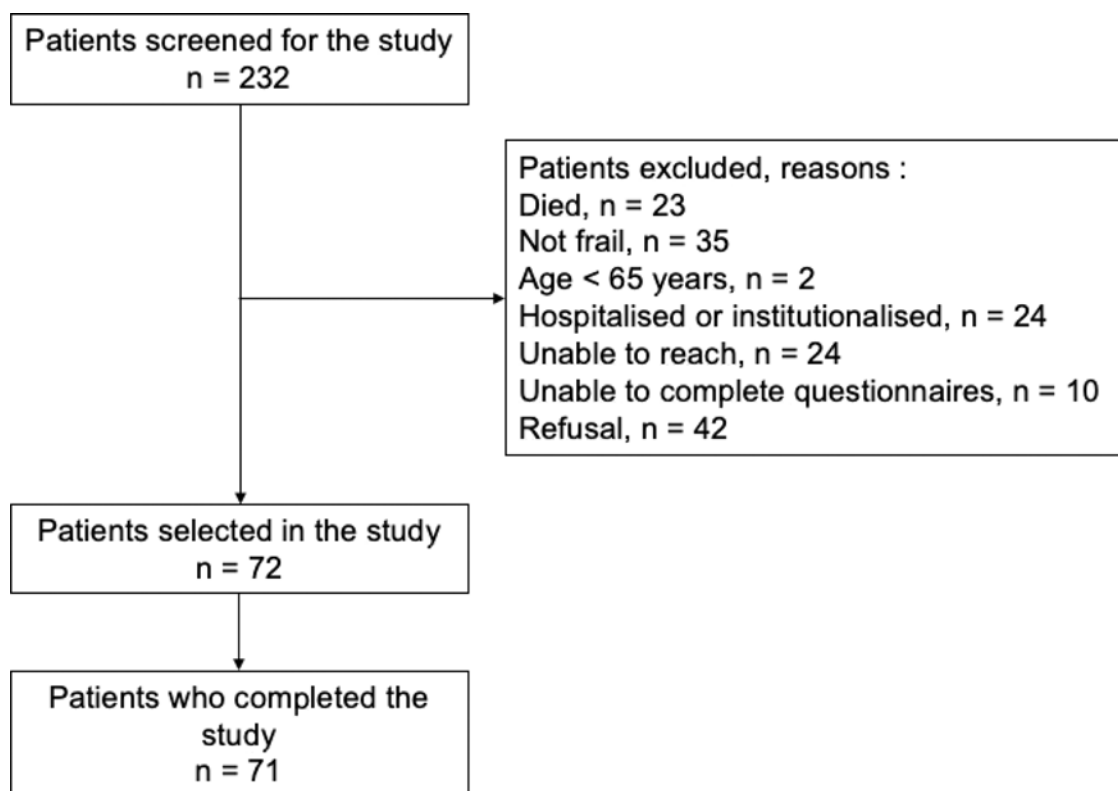 Patients screened for the study
n = 232
Patients excluded, reasons :
Died, n = 23
Not frail, n = 35
Age < 65 years, n = 2
Hospitalised or institutionalised, n = 24
Unable to reach, n = 24
Unable to complete questionnaires, n = 10
Refusal, n = 42
Patients selected in the study
n = 72
Patients who completed the
study
n = 71